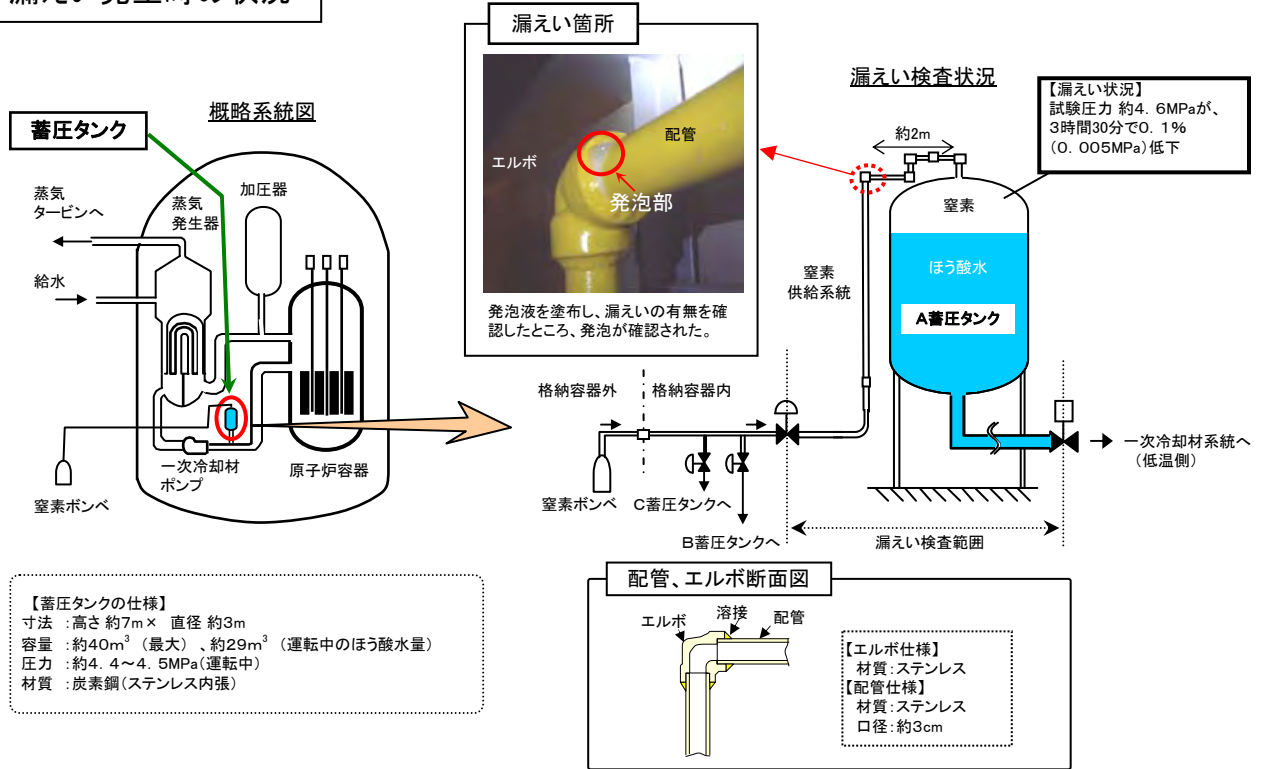 漏えい発生時の状況
概略系統図
蓄圧タンク
蒸気
タービンへ
給水
蒸気
発生器
加圧器
一次冷却材
ポンプ
原子炉容器
窒素ボンベ
【蓄圧タンクの仕様】
寸法 :高さ 約7m× 直径 約3m
容量 :約40m³ (最大) 、約29m³ (運転中のほう酸水量)
圧力 :約4. 4～4. 5MPa(運転中)
材質 :炭素鋼(ステンレス内張)
漏えい箇所
エルボ
配管
発泡部
発泡液を塗布し、漏えいの有無を確
認したところ、発泡が確認された。
漏えい検査状況
【漏えい状況】
試験圧力 約4. 6MPaが、
3時間30分で0. 1%
(0. 005MPa)低下
約2m
窒素
ほう酸水
A蓄圧タンク
窒素
供給系統
格納容器外
格納容器内
窒素ボンベ
C蓄圧タンクへ
B蓄圧タンクへ
漏えい検査範囲
一次冷却材系統へ
(低温側)
配管、エルボ断面図
エルボ
溶接
配管
【エルボ仕様】
材質:ステンレス
【配管仕様】
材質:ステンレス
口径:約3cm